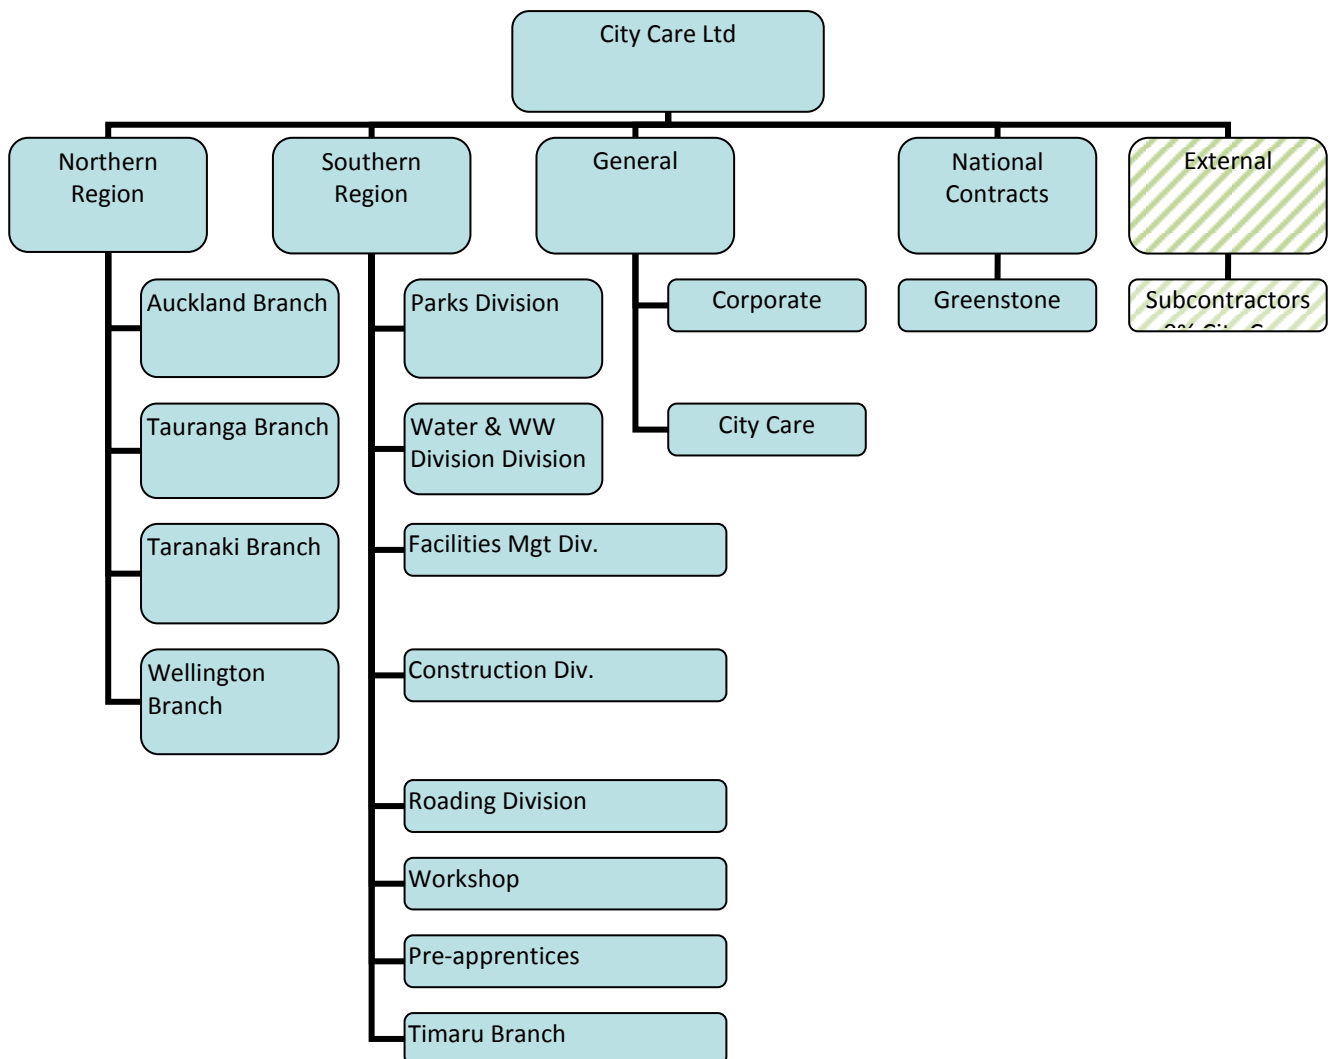 City Care Ltd
Northern
Region
Southern
Region
General
National
Contracts
External
Auckland Branch
Tauranga Branch
Taranaki Branch
Wellington
Branch
Parks Division
Water & WW
Division Division
Facilities Mgt Div.
Construction Div.
Roading Division
Workshop
Pre-apprentices
Timaru Branch
Corporate
City Care
Greenstone
Subcontractors